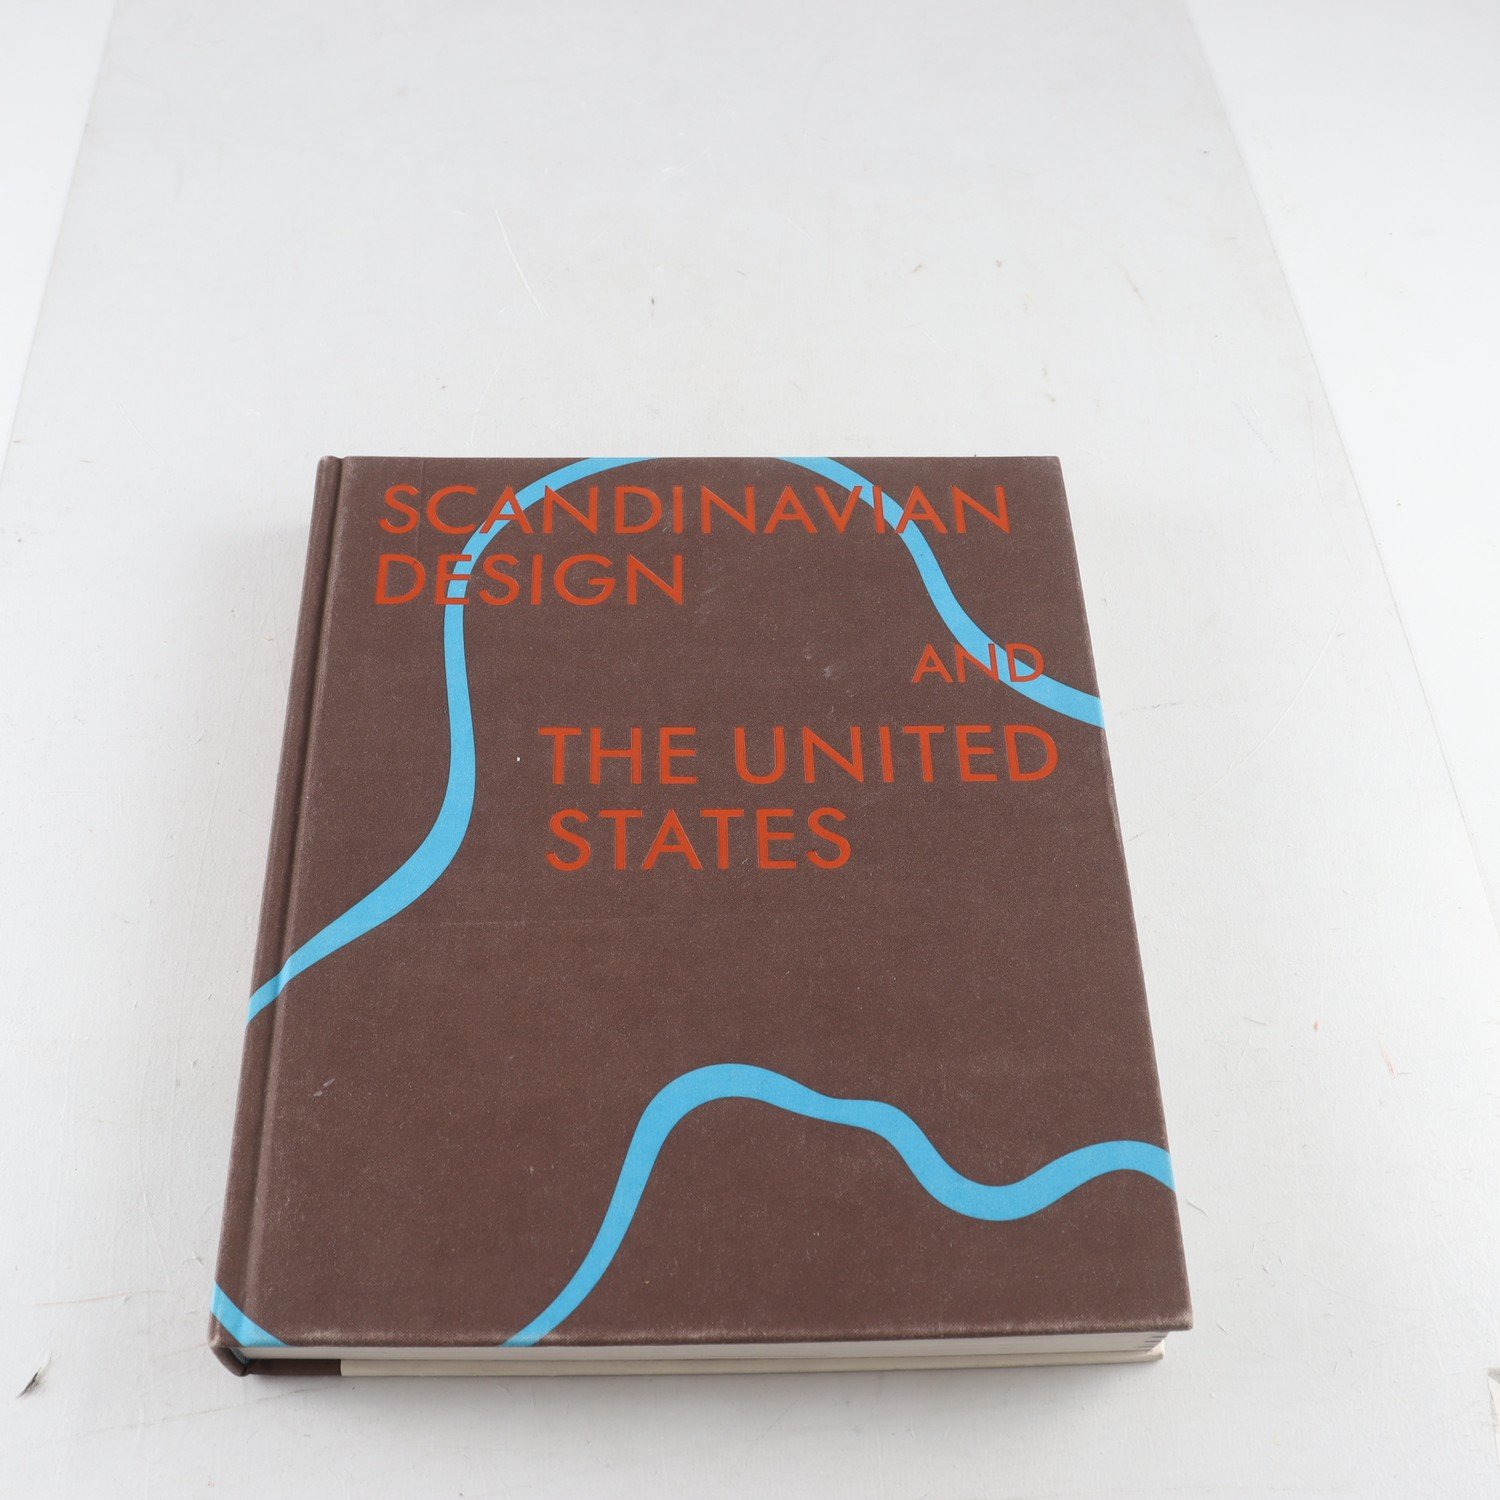 SCANDINAVIAN
DESIGN
AND
THE UNITED
STATES